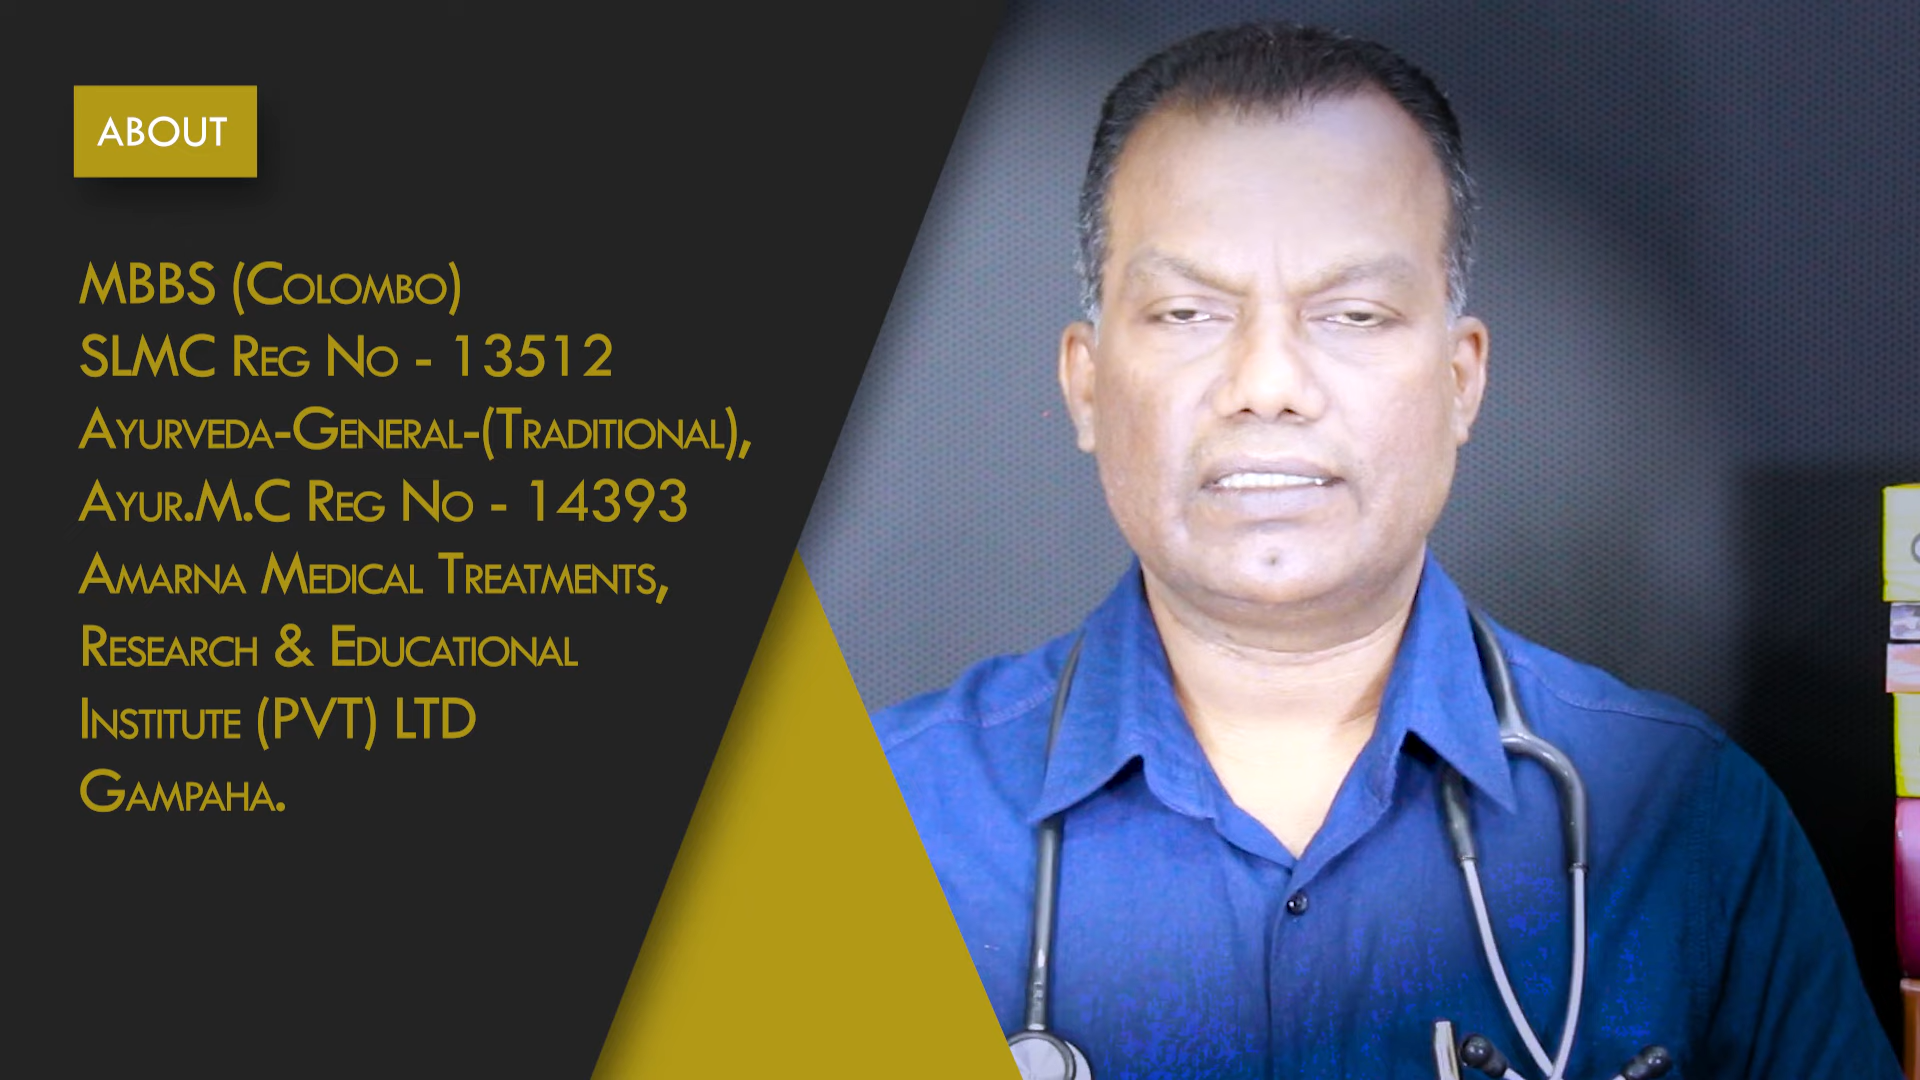 ABOUT
MBBS (Colombo)
SLMC Reg No - 13512
Ayurveda-General-(Traditional),
Ayur.M.C Reg No - 14393
Amarna Medical Treatments,
Research & Educational
Institute (PVT) LTD
Gampaha.